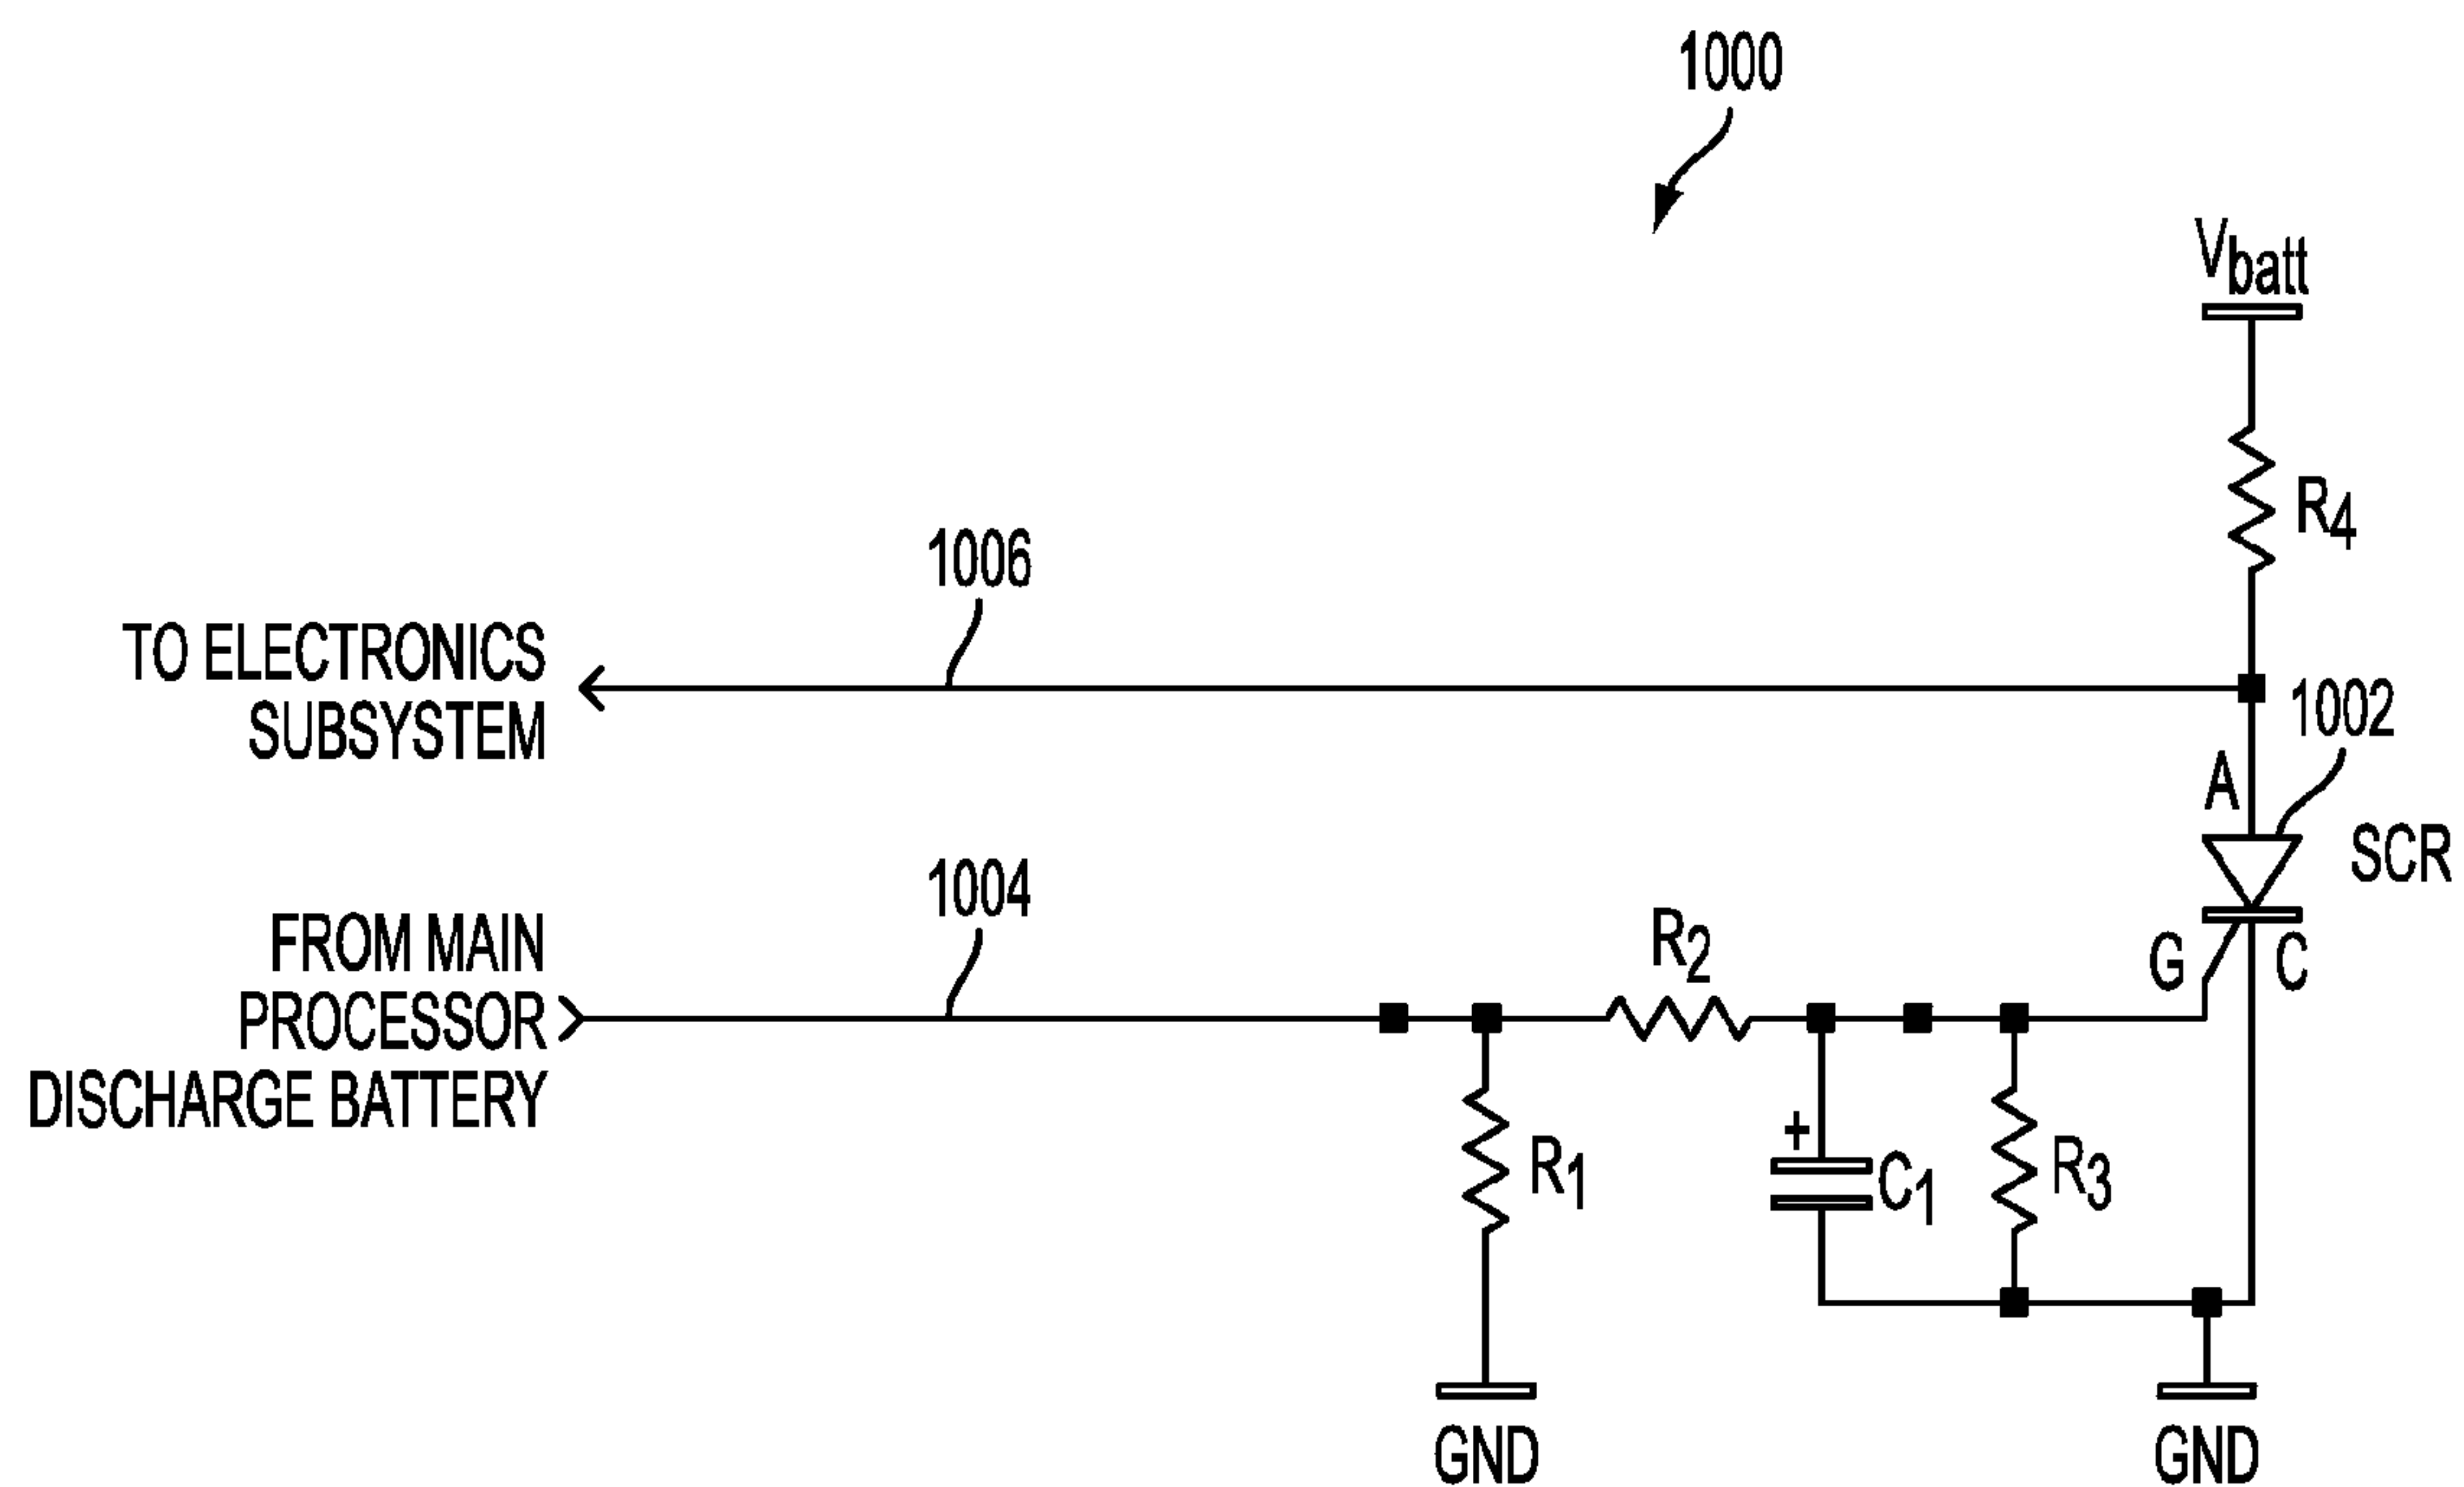 1000
Vbatt
R4
1006
TO ELECTRONICS
SUBSYSTEM
1002
A
SCR
1004
FROM MAIN
PROCESSOR
DISCHARGE BATTERY
R2
G
C
+
R1
C1
R3
GND
GND